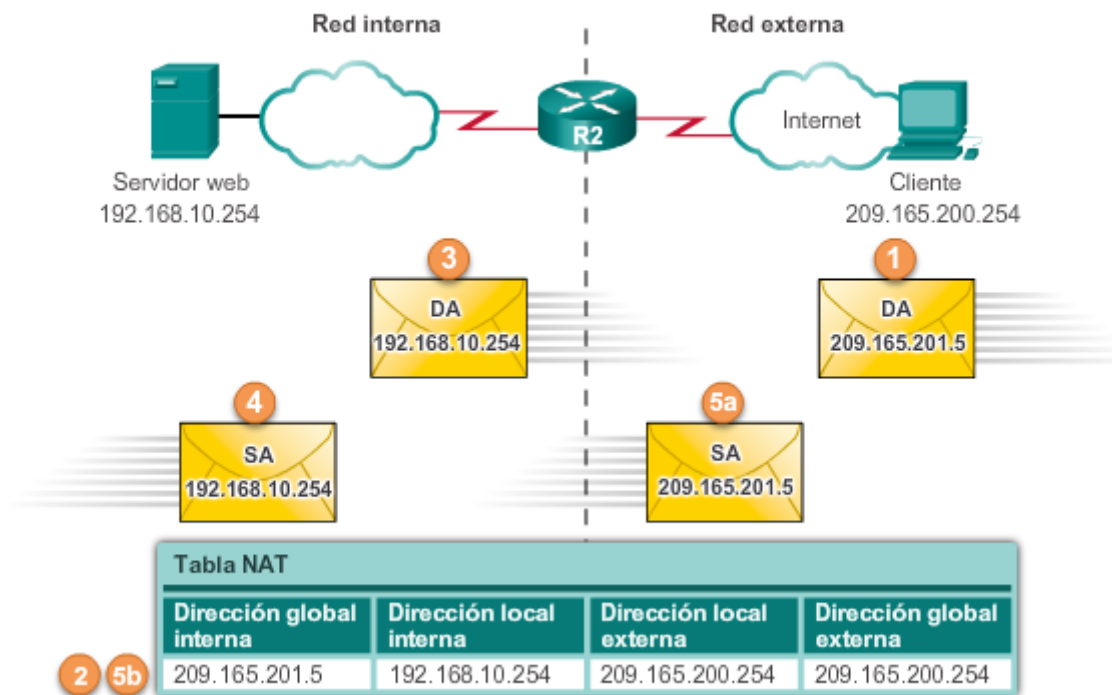 Red interna
Red externa
R2
Internet
Servidor web
192.168.10.254
Cliente
209.165.200.254
3
DA
192.168.10.254
1
DA
209.165.201.5
4
SA
192.168.10.254
5a
SA
209.165.201.5
Tabla NAT
Dirección global interna
Dirección local interna
Dirección local externa
Dirección global externa
2 5b
209.165.201.5 192.168.10.254 209.165.200.254 209.165.200.254